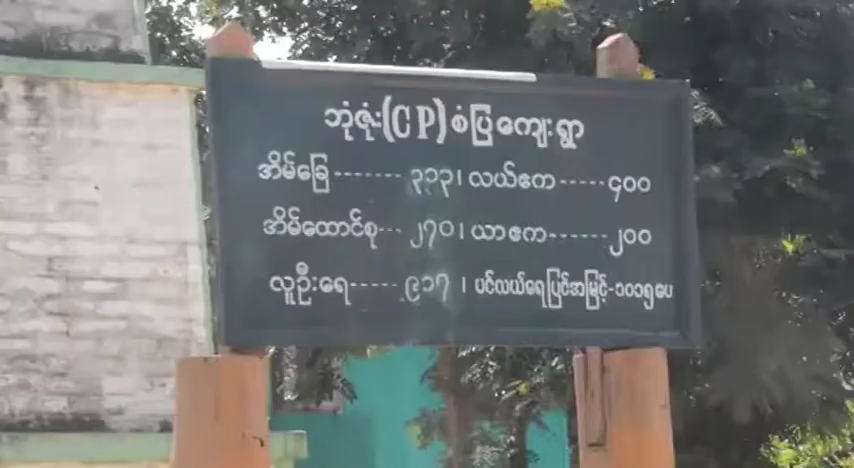 ဘုံဇုံး(CP)စံပြကျေးရွာ
အိမ်ခြေ------- ၃၁၃၊ လယ်ဧက-----၄၀၀
အိမ်ထောင်စု--- ၂၇၀၊ ယာဧက------၂၀၀
လူဦးရေ----- ၉၁၇၊ ပင်လယ်ရေပြင်အမြင့်-၁၀၁၅ပေ